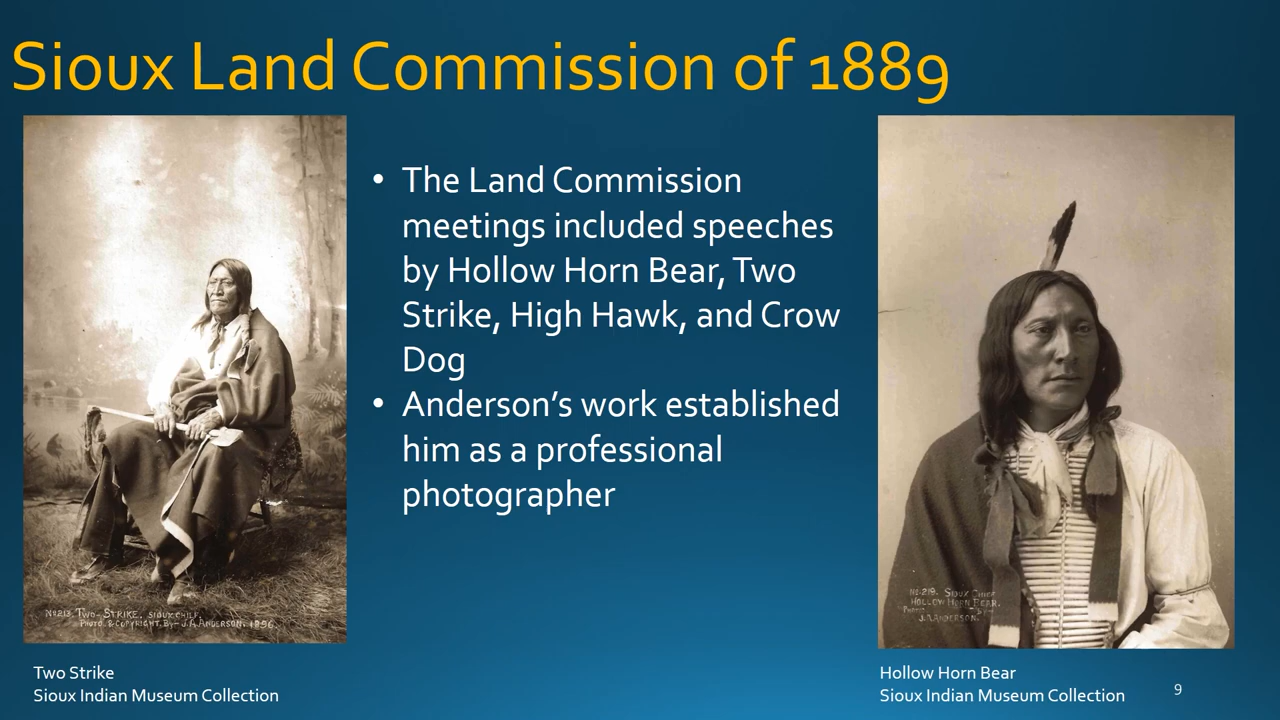 Sioux Land Commission of 1889
• The Land Commission
meetings included speeches
by Hollow Horn Bear, Two
Strike, High Hawk, and Crow
Dog
• Anderson’s work established
him as a professional
photographer
No 213. Two-Strike. Sioux Chief.
Photo. & Copyright. By- J.A. Anderson. 1896.
No-219. Sioux Chief
Hollow Horn Bear.
Photo
By-
J.A. Anderson.
Two Strike
Sioux Indian Museum Collection
Hollow Horn Bear
Sioux Indian Museum Collection
9